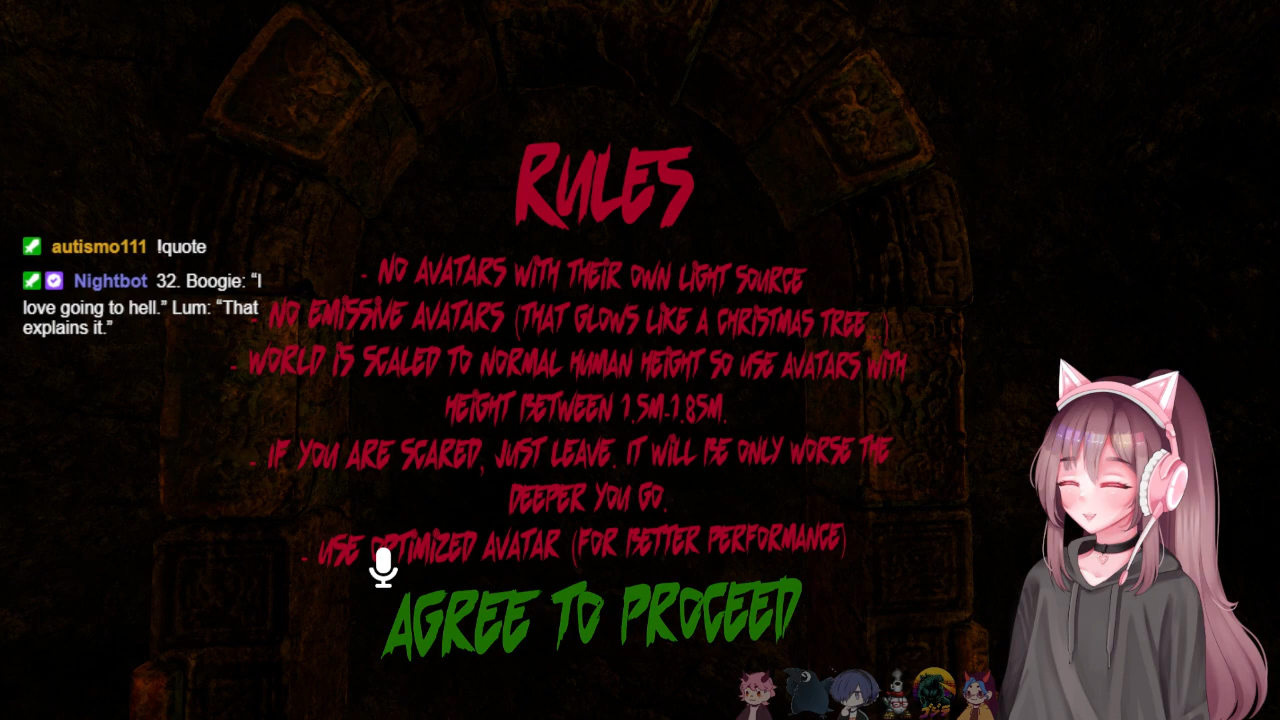 RULES
- NO AVATARS WITH THEIR OWN LIGHT SOURCE
- NO EMISSIVE AVATARS (THAT GLOWS LIKE A CHRISTMAS TREE )
- WORLD IS SCALED TO NORMAL HUMAN HEIGHT SO USE AVATARS WITH
HEIGHT BETWEEN 1.5M-1.85M.
- IF YOU ARE SCARED, JUST LEAVE. IT WILL BE ONLY WORSE THE
DEEPER YOU GO.
- USE OPTIMIZED AVATAR (FOR BETTER PERFORMANCE)
AGREE TO PROCEED
autismo111 !quote
Nightbot 32. Boogie: “I
love going to hell.” Lum: “That
explains it.”